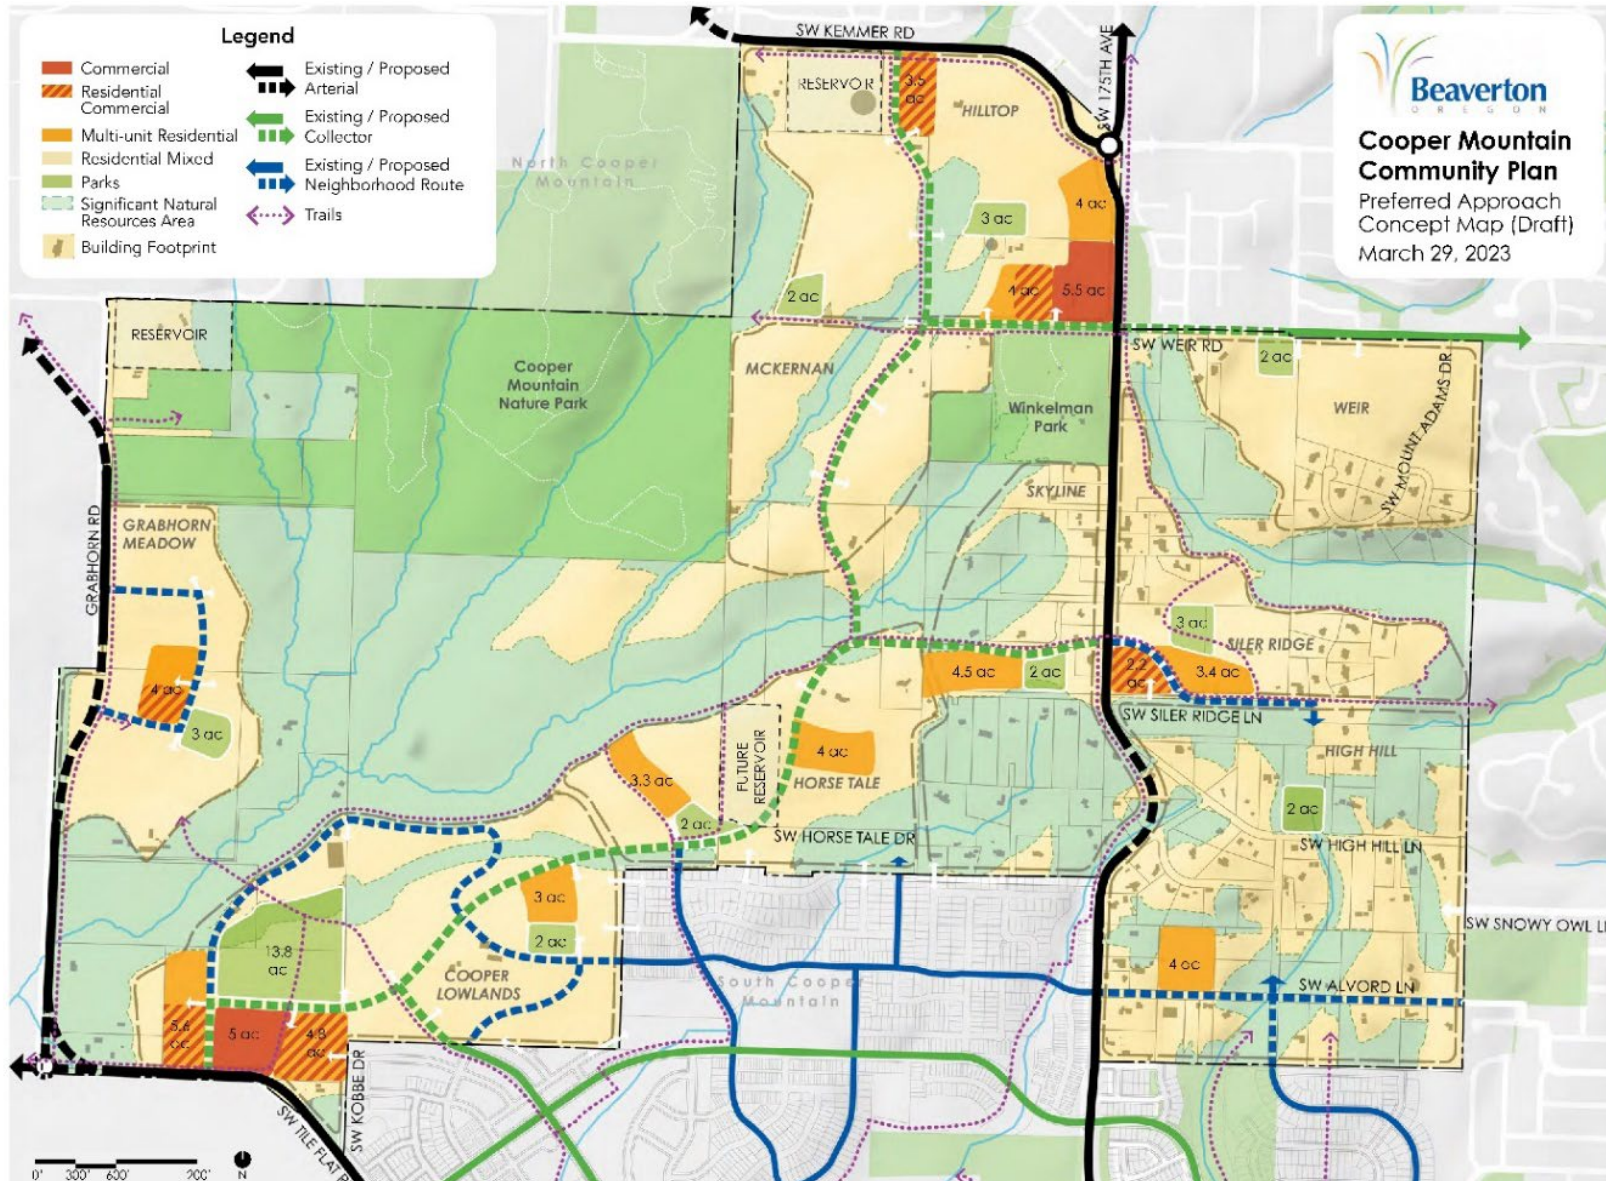 Legend
Commercial
Residential
Commercial
Multi-unit Residential
Residential Mixed
Parks
Significant Natural
Resources Area
Building Footprint
Existing / Proposed
Arterial
Existing / Proposed
Collector
Existing / Proposed
Neighborhood Route
Trails
Beaverton
OREGON
Cooper Mountain
Community Plan
Preferred Approach
Concept Map (Draft)
March 29, 2023
SW KEMMER RD
SW 175TH AVE
RESERVOIR
3.5
ac
HILLTOP
North Cooper
Mountain
4 ac
3 ac
2 ac
4 ac
5.5 ac
RESERVOIR
SW WEIR RD
2 ac
Cooper
Mountain
Nature Park
MCKERNAN
Winkelman
Park
WEIR
SW MOUNT ADAMS DR
SKYLINE
GRABHORN RD
GRABHORN
MEADOW
3 ac
SILER RIDGE
4.5 ac
2 ac
2.2
ac
3.4 ac
4 ac
3 ac
SW SILER RIDGE LN
3.3 ac
FUTURE
RESERVOIR
4 ac
HORSE TALE
HIGH HILL
2 ac
2 ac
SW HORSE TALE DR
SW HIGH HILL LN
3 ac
SW SNOWY OWL L
13.8
ac
2 ac
COOPER
LOWLANDS
South Cooper
Mountain
4 ac
SW ALVORD LN
5.6
ac
5 ac
4.8
ac
SW KOBBE DR
SW TILE FLAT R
0'
300'
600'
N